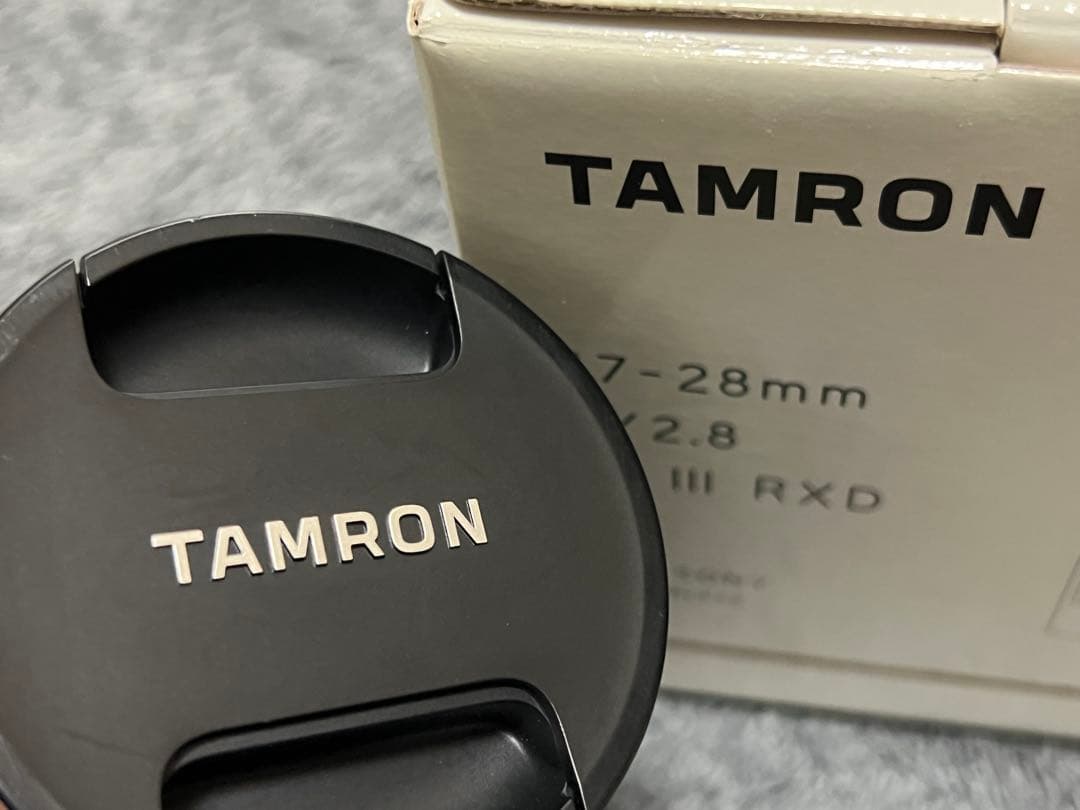 TAMRON
7-28mm
/2.8
III RXD
TAMRON